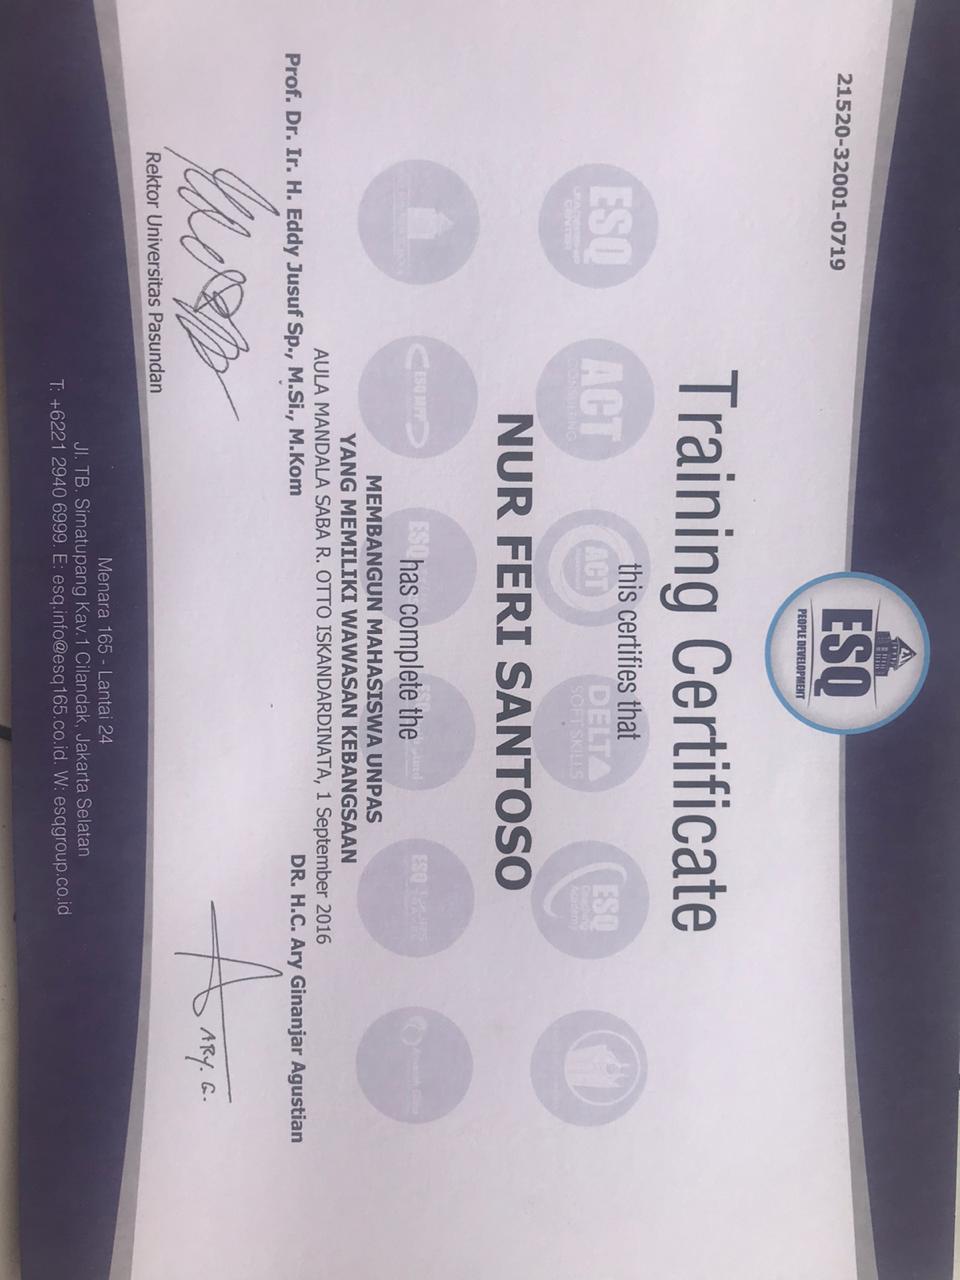 21520-32001-0719
ESQ
PEOPLE DEVELOPMENT
Training Certificate
this certifies that
ESQ
LEADERSHIP
CENTER
ACT
CONSULTING
ACT
DELTA
SOFT SKILLS
ESQ
Academy
NUR FERI SANTOSO
has complete the
ESQ
ESQ
MEMBANGUN MAHASISWA UNPAS
YANG MEMILIKI WAWASAN KEBANGSAAN
AULA MANDALA SABA R. OTTO ISKANDARDINATA, 1 September 2016
Prof. Dr. Ir. H. Eddy Jusuf Sp., M.Si., M.Kom
DR. H.C. Ary Ginanjar Agustian
ARY. G.
Rektor Universitas Pasundan
Menara 165 - Lantai 24
Jl. TB. Simatupang Kav.1 Cilandak, Jakarta Selatan
T: +6221 2940 6999. E: esq.info@esq165.co.id. W: esqgroup.co.id